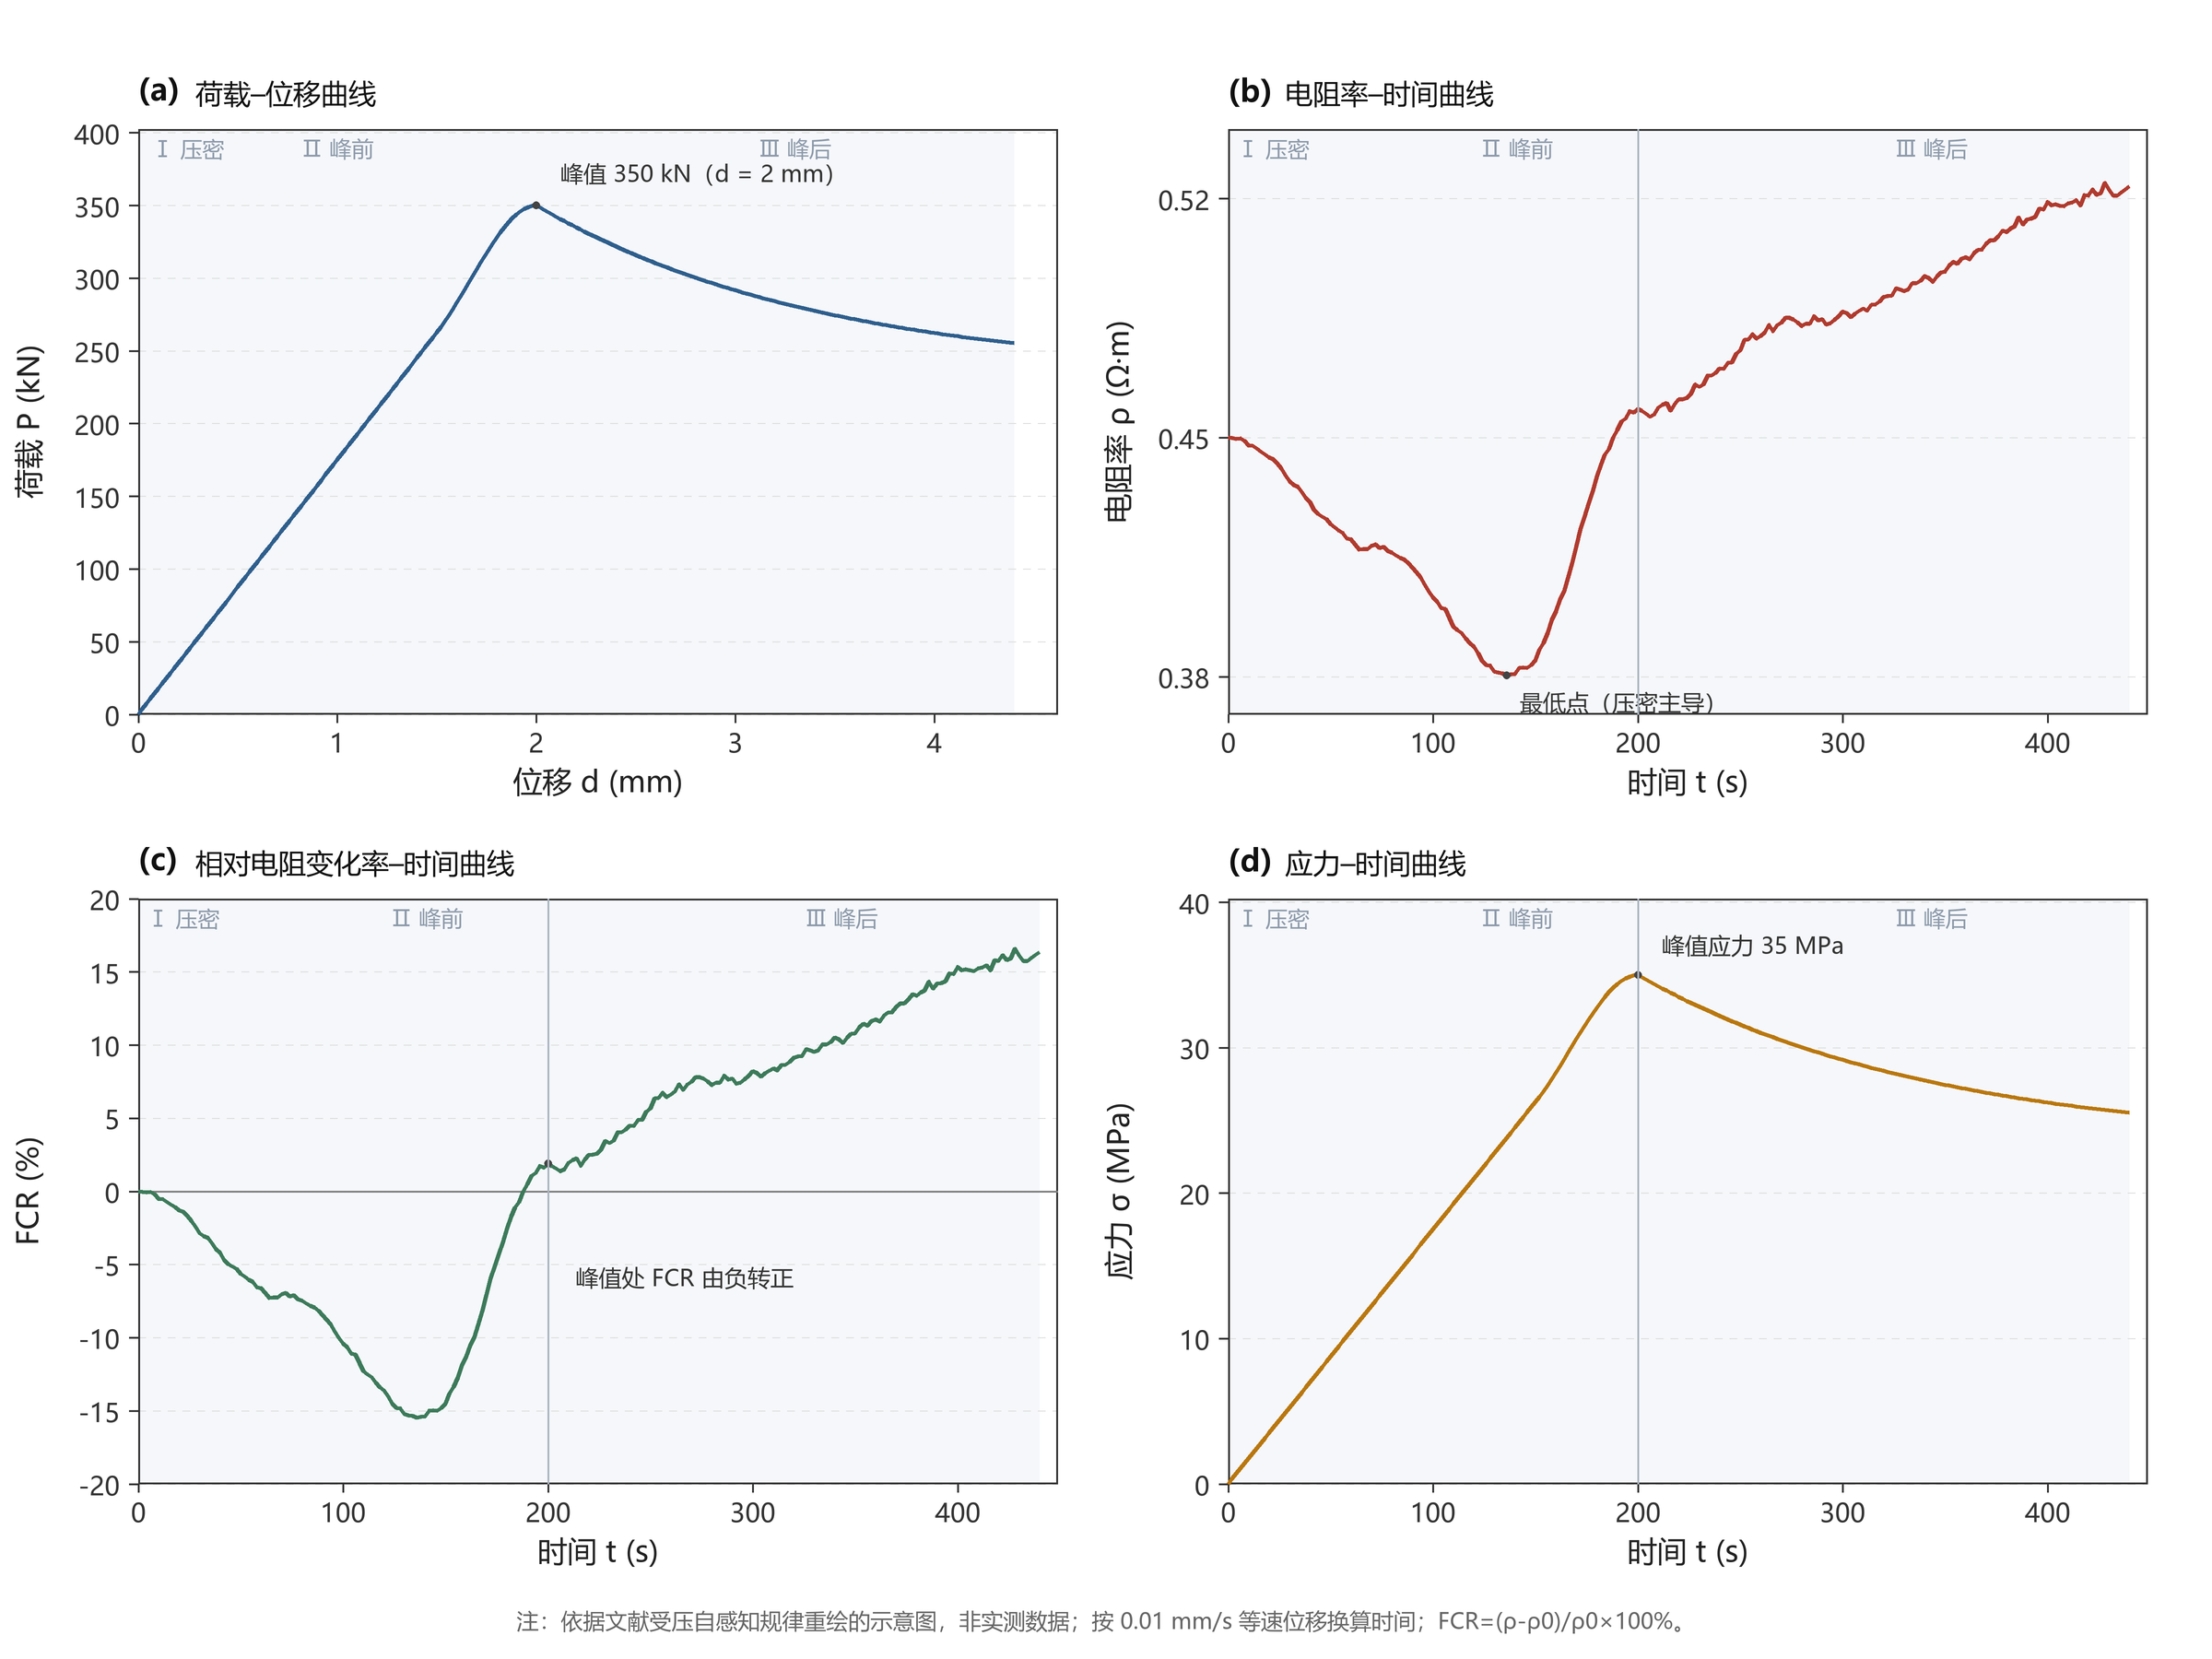 (a) 荷载–位移曲线
400
350
300
250
200
150
100
50
0
荷载 P (kN)
Ⅰ 压密
Ⅱ 峰前
Ⅲ 峰后
峰值 350 kN（d = 2 mm）
0 1 2 3 4
位移 d (mm)
(b) 电阻率–时间曲线
0.52
0.45
0.38
电阻率 ρ (Ω·m)
Ⅰ 压密
Ⅱ 峰前
Ⅲ 峰后
最低点（压密主导）
0 100 200 300 400
时间 t (s)
(c) 相对电阻变化率–时间曲线
20
15
10
5
0
-5
-10
-15
-20
FCR (%)
Ⅰ 压密
Ⅱ 峰前
Ⅲ 峰后
峰值处 FCR 由负转正
0 100 200 300 400
时间 t (s)
(d) 应力–时间曲线
40
30
20
10
0
应力 σ (MPa)
Ⅰ 压密
Ⅱ 峰前
Ⅲ 峰后
峰值应力 35 MPa
0 100 200 300 400
时间 t (s)
注：依据文献受压自感知规律重绘的示意图，非实测数据；按 0.01 mm/s 等速位移换算时间；FCR=(ρ-ρ0)/ρ0×100%。